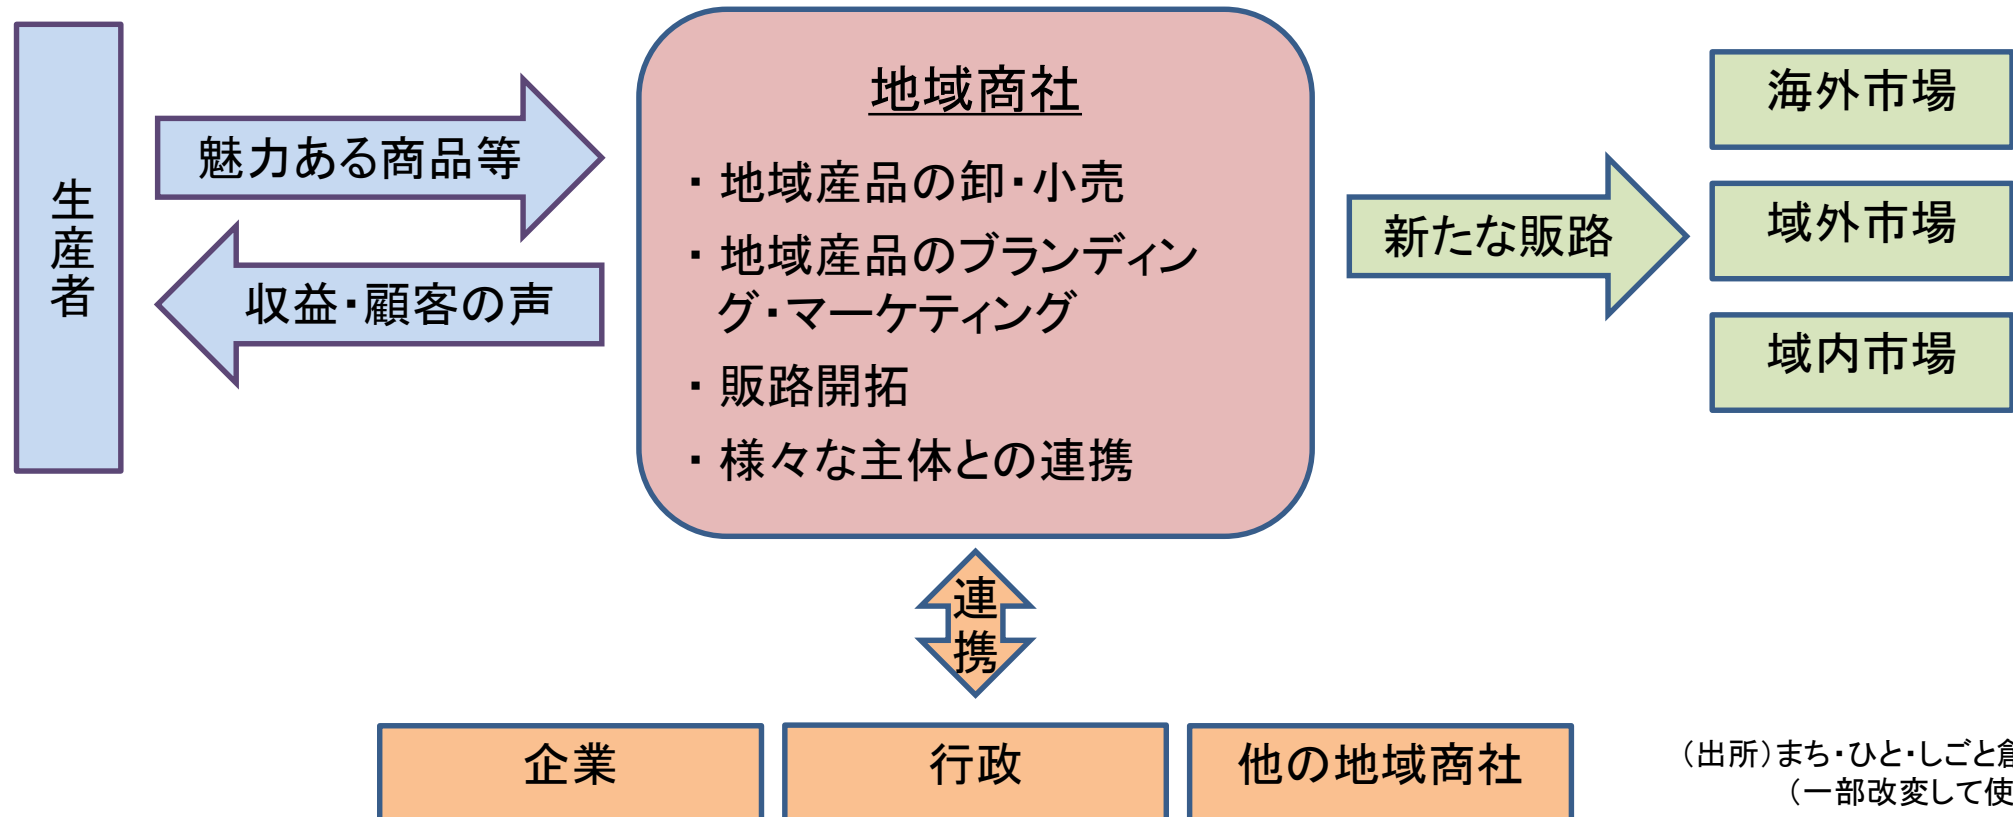 生産者
魅力ある商品等
収益・顧客の声
地域商社
・地域産品の卸・小売
・地域産品のブランディン
グ・マーケティング
・販路開拓
・様々な主体との連携
新たな販路
海外市場
域外市場
域内市場
連携
企業
行政
他の地域商社
（出所）まち・ひと・しごと創
（一部改変して使